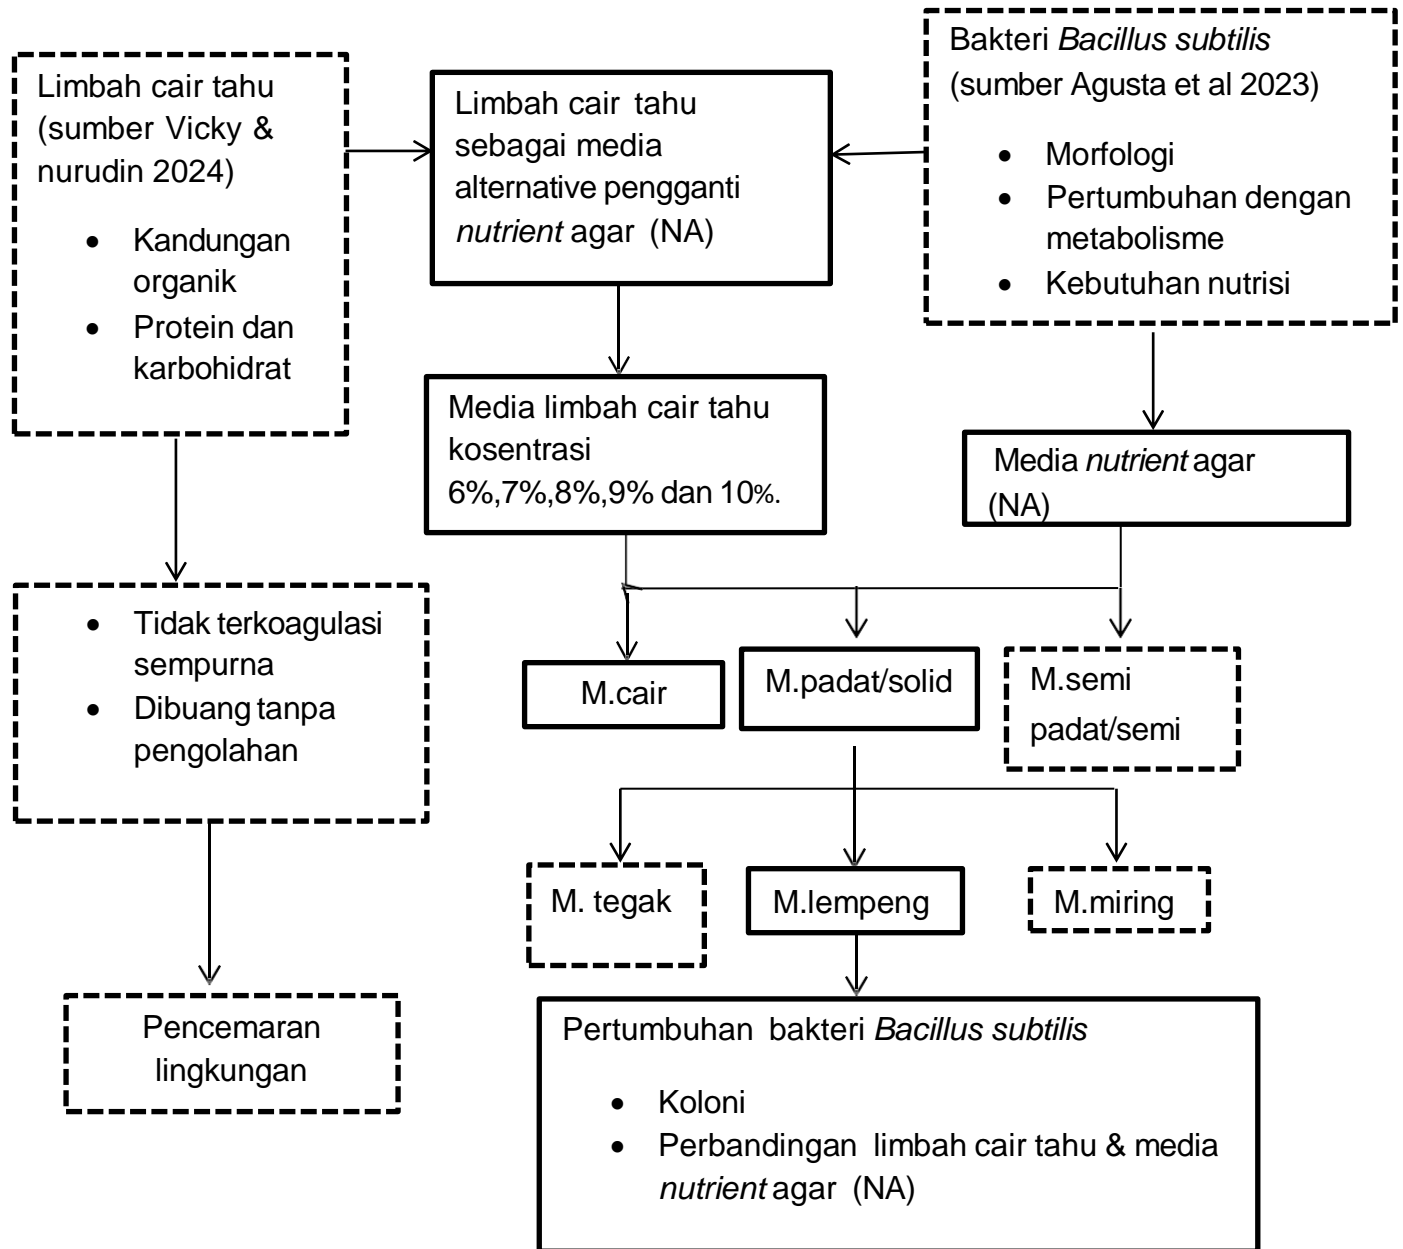 Limbah cair tahu
(sumber Vicky &
nurudin 2024)
• Kandungan
organik
• Protein dan
karbohidrat
Limbah cair tahu
sebagai media
alternative pengganti
nutrient agar (NA)
Bakteri Bacillus subtilis
(sumber Agusta et al 2023)
• Morfologi
• Pertumbuhan dengan
metabolisme
• Kebutuhan nutrisi
Media limbah cair tahu
kosentrasi
6%,7%,8%,9% dan 10%.
Media nutrient agar
(NA)
• Tidak terkoagulasi
sempurna
• Dibuang tanpa
pengolahan
M.cair
M.padat/solid
M.semi
padat/semi
M. tegak
M.lempeng
M.miring
Pencemaran
lingkungan
Pertumbuhan bakteri Bacillus subtilis
• Koloni
• Perbandingan limbah cair tahu & media
nutrient agar (NA)